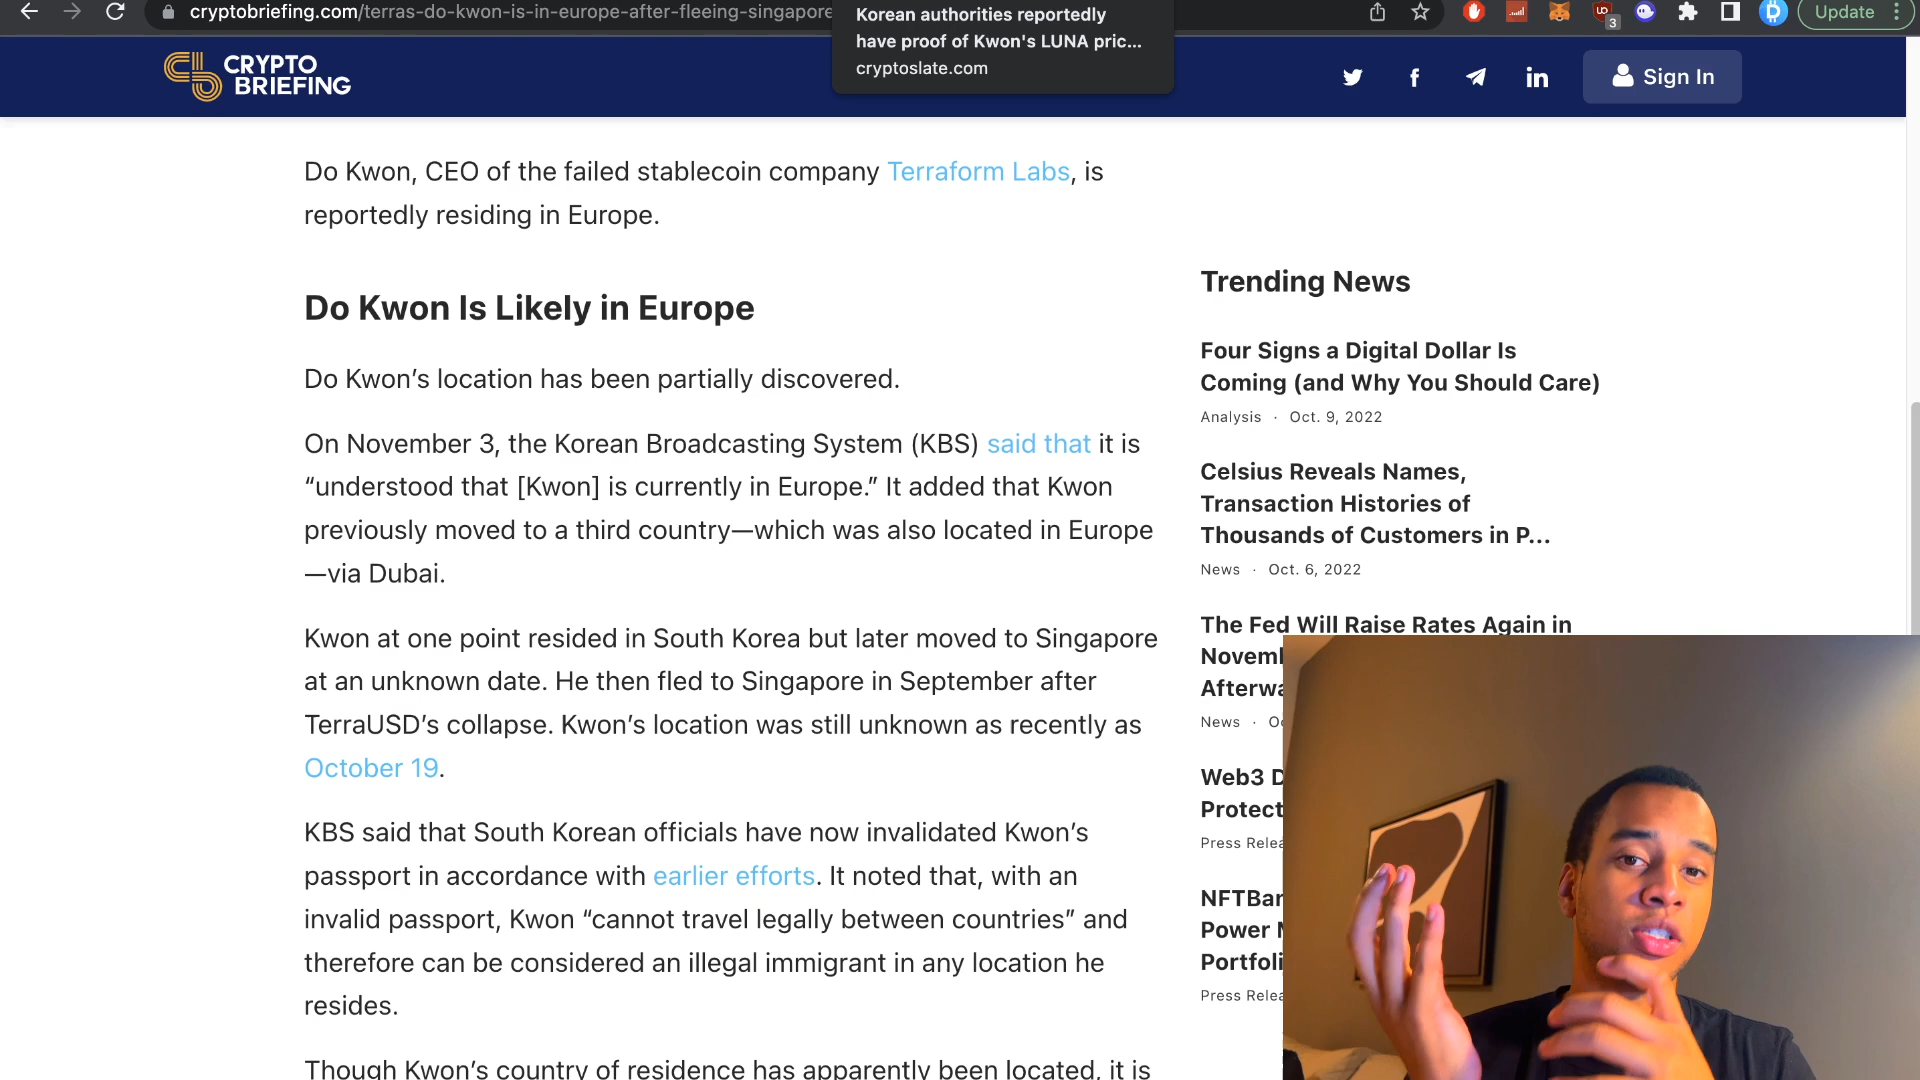 cryptobriefing.com/terras-do-kwon-is-in-europe-after-fleeing-singapore
Korean authorities reportedly
have proof of Kwon's LUNA pric...
cryptoslate.com
3
Update
CRYPTO
BRIEFING
Sign In
Do Kwon, CEO of the failed stablecoin company Terraform Labs, is
reportedly residing in Europe.
Do Kwon Is Likely in Europe
Do Kwon’s location has been partially discovered.
On November 3, the Korean Broadcasting System (KBS) said that it is
“understood that [Kwon] is currently in Europe.” It added that Kwon
previously moved to a third country—which was also located in Europe
—via Dubai.
Kwon at one point resided in South Korea but later moved to Singapore
at an unknown date. He then fled to Singapore in September after
TerraUSD’s collapse. Kwon’s location was still unknown as recently as
October 19.
KBS said that South Korean officials have now invalidated Kwon’s
passport in accordance with earlier efforts. It noted that, with an
invalid passport, Kwon “cannot travel legally between countries” and
therefore can be considered an illegal immigrant in any location he
resides.
Though Kwon’s country of residence has apparently been located, it is
Trending News
Four Signs a Digital Dollar Is
Coming (and Why You Should Care)
Analysis · Oct. 9, 2022
Celsius Reveals Names,
Transaction Histories of
Thousands of Customers in P...
News · Oct. 6, 2022
The Fed Will Raise Rates Again in
News ·
Web3
Protect
Press
NFTBan
Power
Portfoli
Press